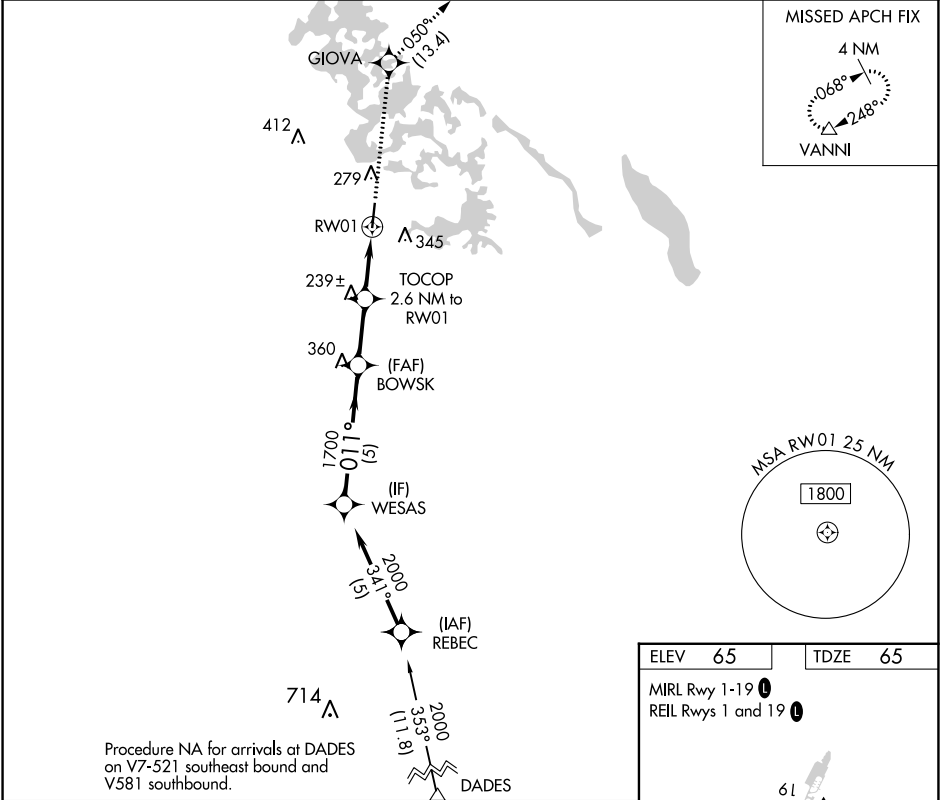 MISSED APCH FIX
4 NM
068°
248°
VANNI
GIOVA
050°
(13.4)
412
279
RW01
345
239±
TOCOP
2.6 NM to
RW01
360
(FAF)
BOWSK
1700
011°
(5)
(IF)
WESAS
2000
341°
(5)
(IAF)
REBEC
714
2000
353°
(11.8)
DADES
Procedure NA for arrivals at DADES
on V7-521 southeast bound and
V581 southbound.
MSA RW01 25 NM
1800
ELEV 65
TDZE 65
MIRL Rwy 1-19 L
REIL Rwys 1 and 19 L
19